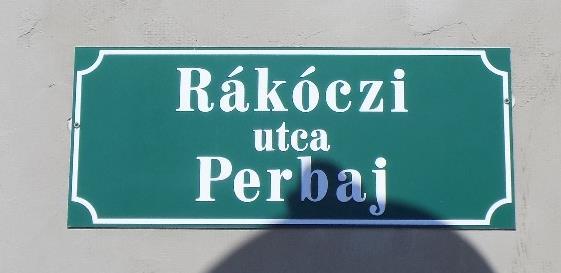 Rákóczi
utca
Perbaj